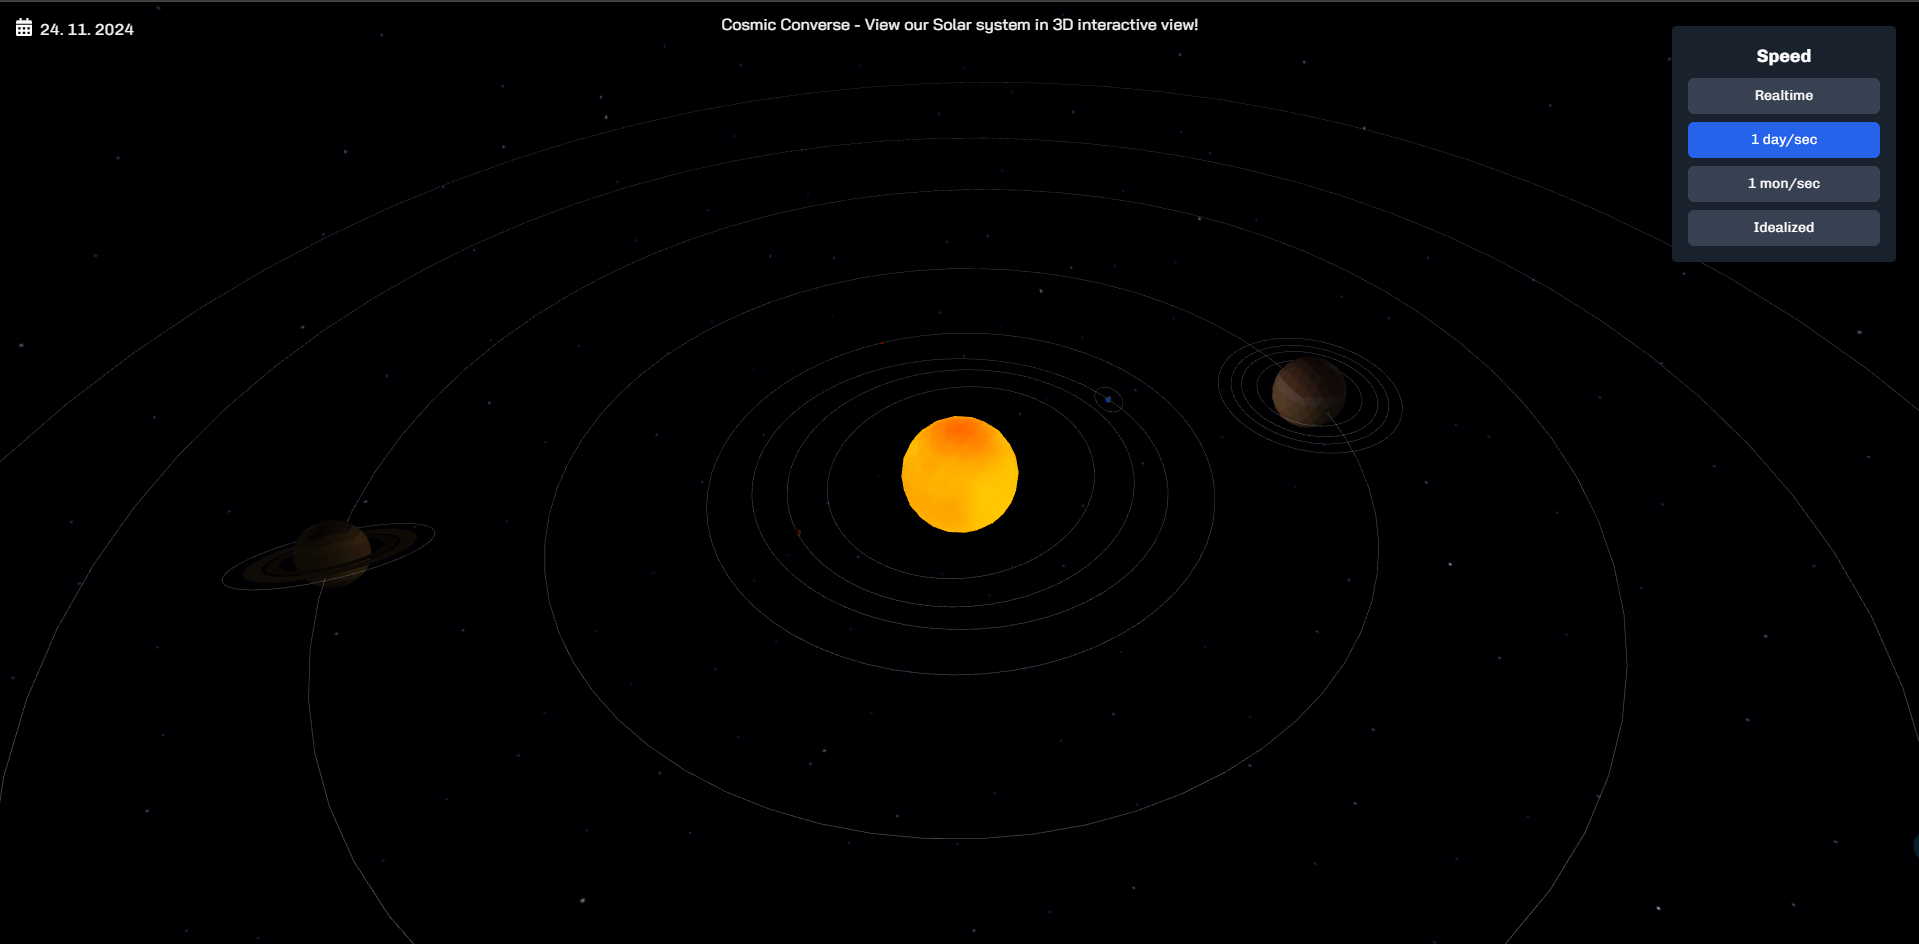 24. 11. 2024
Cosmic Converse - View our Solar system in 3D interactive view!
Speed
Realtime
1 day/sec
1 mon/sec
Idealized